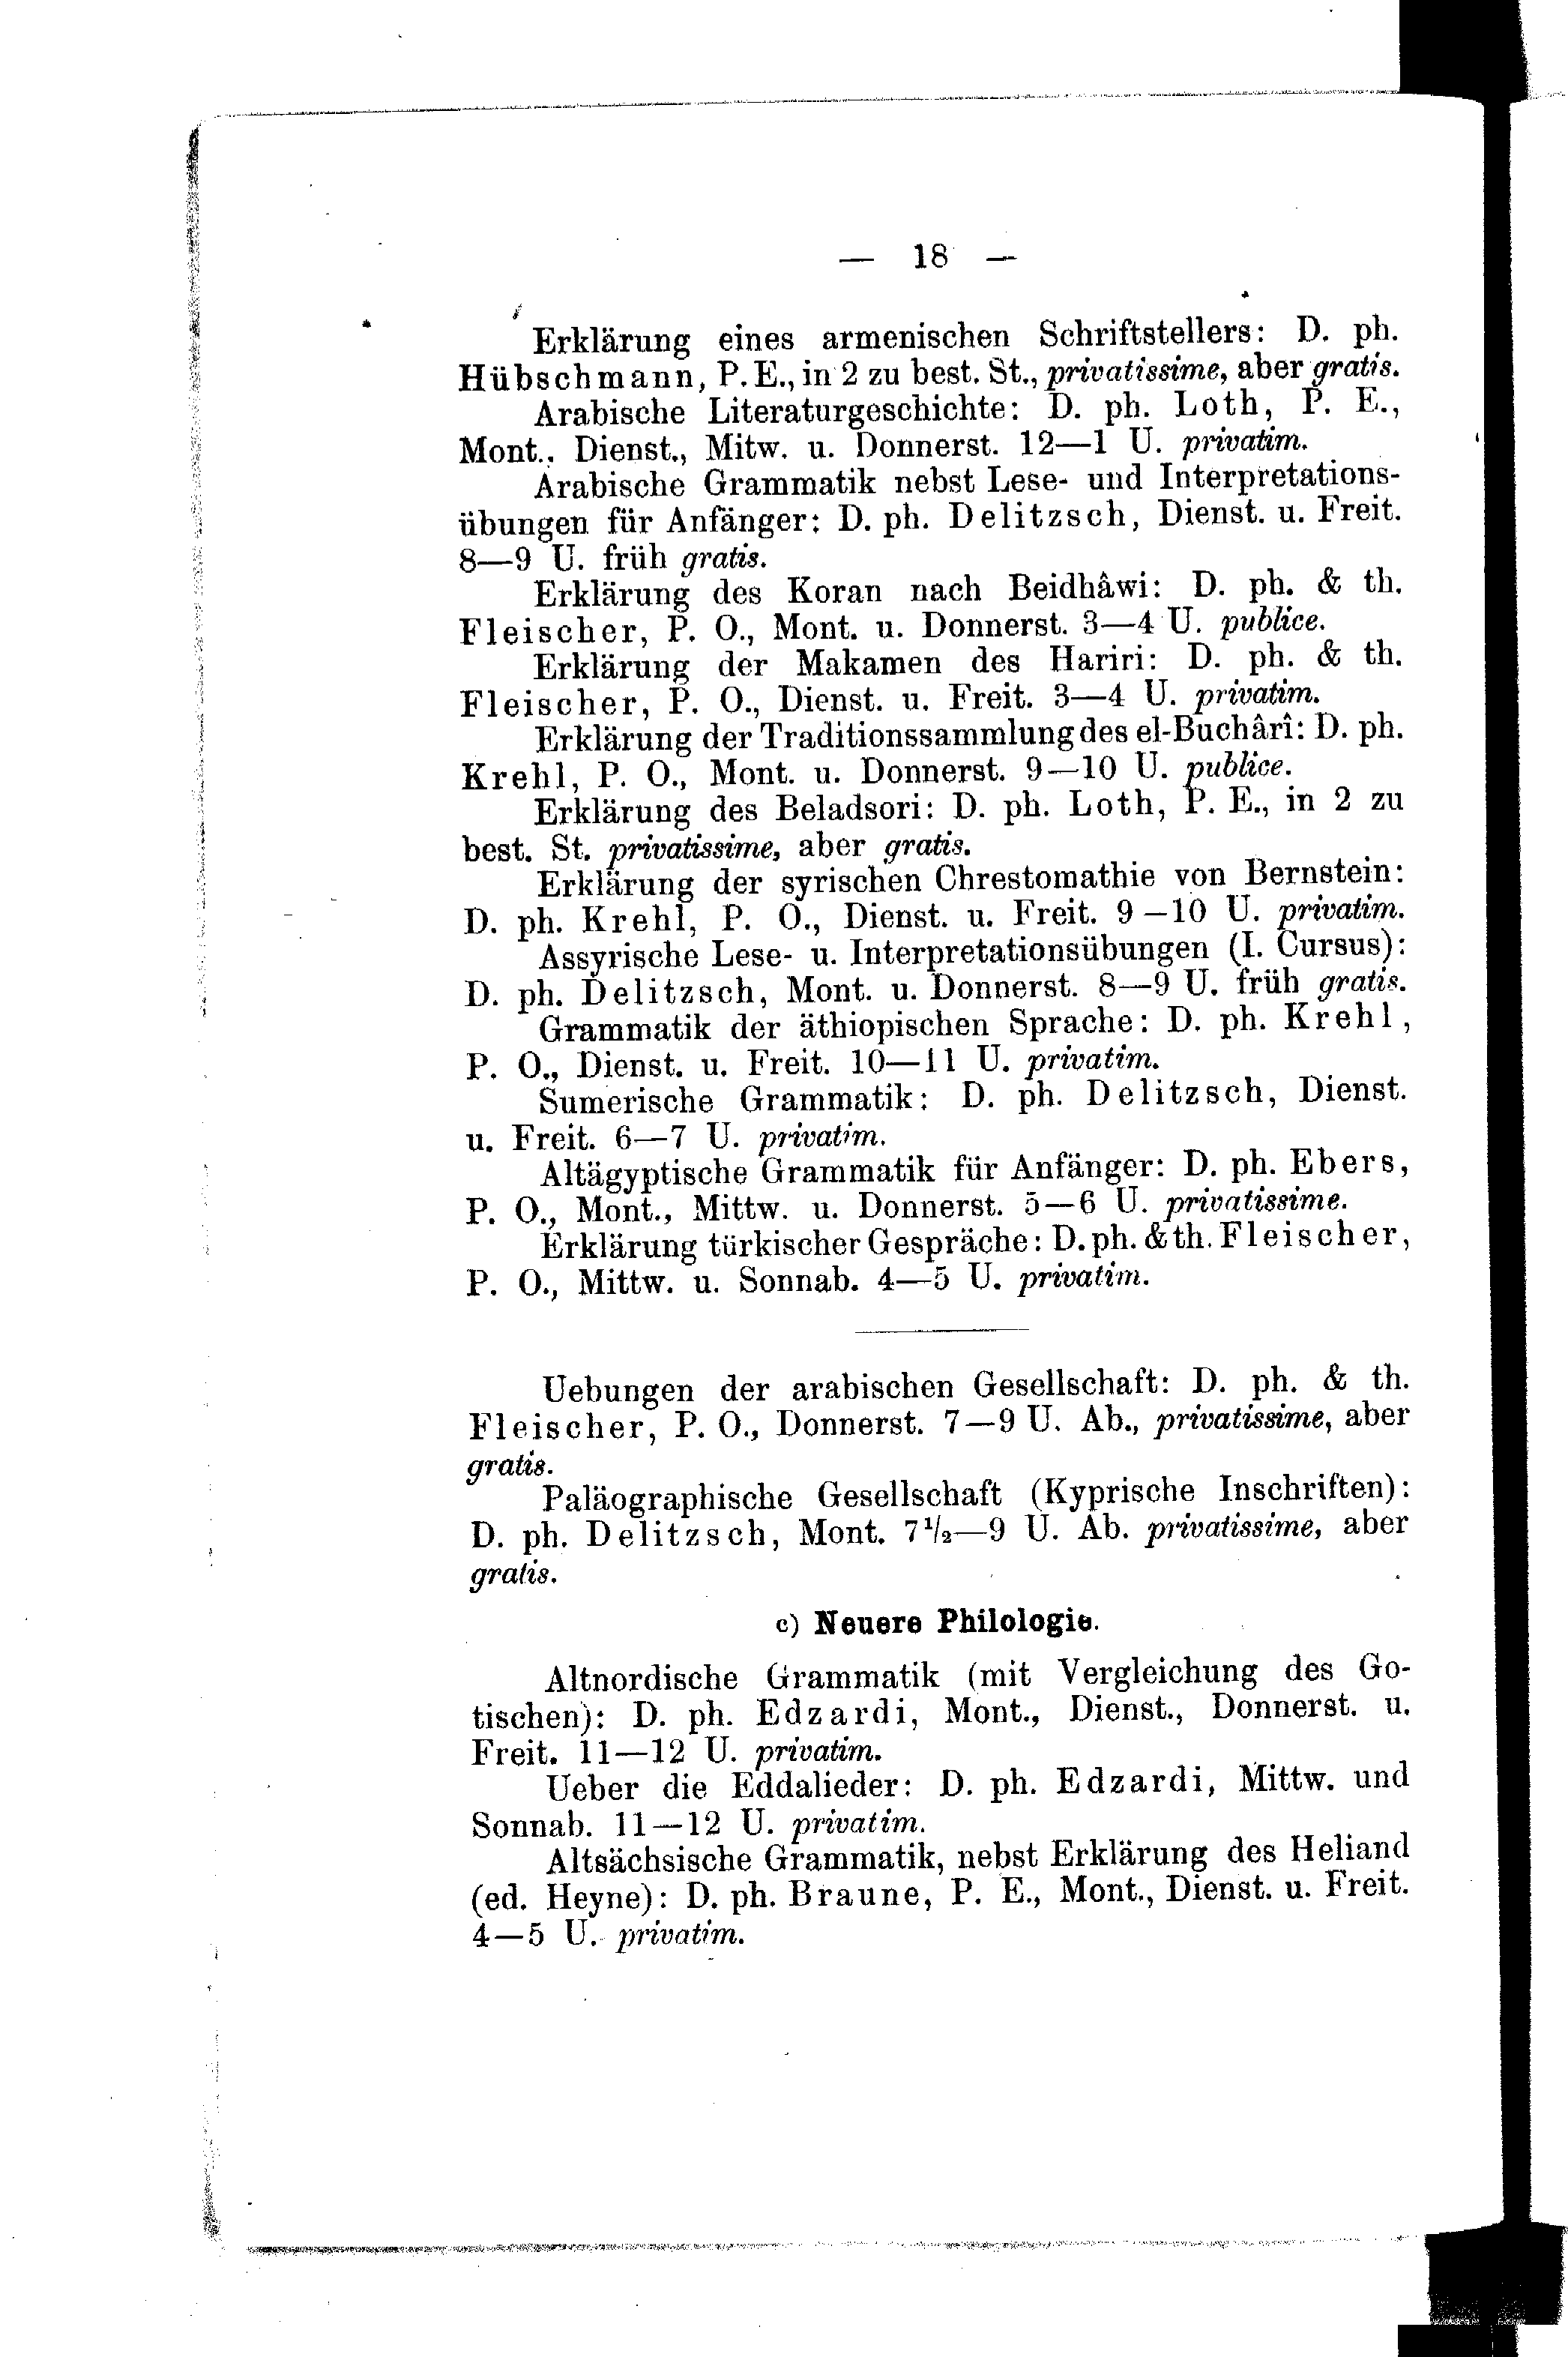 — 18 —
Erklärung eines armenischen Schriftstellers: D. ph.
Hübschmann, P. E., in 2 zu best. St., privatissime, aber gratis.
Arabische Literaturgeschichte: D. ph. Loth, P. E.,
Mont., Dienst., Mitw. u. Donnerst. 12—1 U. privatim.
Arabische Grammatik nebst Lese- und Interpretations-
übungen für Anfänger: D. ph. Delitzsch, Dienst. u. Freit.
8—9 U. früh gratis.
Erklärung des Koran nach Beidhâwi: D. ph. & th.
Fleischer, P. O., Mont. u. Donnerst. 3—4 U. publice.
Erklärung der Makamen des Hariri: D. ph. & th.
Fleischer, P. O., Dienst. u. Freit. 3—4 U. privatim.
Erklärung der Traditionssammlung des el-Buchârî: D. ph.
Krehl, P. O., Mont. u. Donnerst. 9—10 U. publice.
Erklärung des Beladsori: D. ph. Loth, P. E., in 2 zu
best. St. privatissime, aber gratis.
Erklärung der syrischen Chrestomathie von Bernstein:
D. ph. Krehl, P. O., Dienst. u. Freit. 9—10 U. privatim.
Assyrische Lese- u. Interpretationsübungen (I. Cursus):
D. ph. Delitzsch, Mont. u. Donnerst. 8—9 U. früh gratis.
Grammatik der äthiopischen Sprache: D. ph. Krehl,
P. O., Dienst. u. Freit. 10—11 U. privatim.
Sumerische Grammatik: D. ph. Delitzsch, Dienst.
u. Freit. 6—7 U. privatim.
Altägyptische Grammatik für Anfänger: D. ph. Ebers,
P. O., Mont., Mittw. u. Donnerst. 5—6 U. privatissime.
Erklärung türkischer Gespräche: D. ph. & th. Fleischer,
P. O., Mittw. u. Sonnab. 4—5 U. privatim.
Uebungen der arabischen Gesellschaft: D. ph. & th.
Fleischer, P. O., Donnerst. 7—9 U. Ab., privatissime, aber
gratis.
Paläographische Gesellschaft (Kyprische Inschriften):
D. ph. Delitzsch, Mont. 7½—9 U. Ab. privatissime, aber
gratis.
c) Neuere Philologie.
Altnordische Grammatik (mit Vergleichung des Go-
tischen): D. ph. Edzardi, Mont., Dienst., Donnerst. u.
Freit. 11—12 U. privatim.
Ueber die Eddalieder: D. ph. Edzardi, Mittw. und
Sonnab. 11—12 U. privatim.
Altsächsische Grammatik, nebst Erklärung des Heliand
(ed. Heyne): D. ph. Braune, P. E., Mont., Dienst. u. Freit.
4—5 U. privatim.